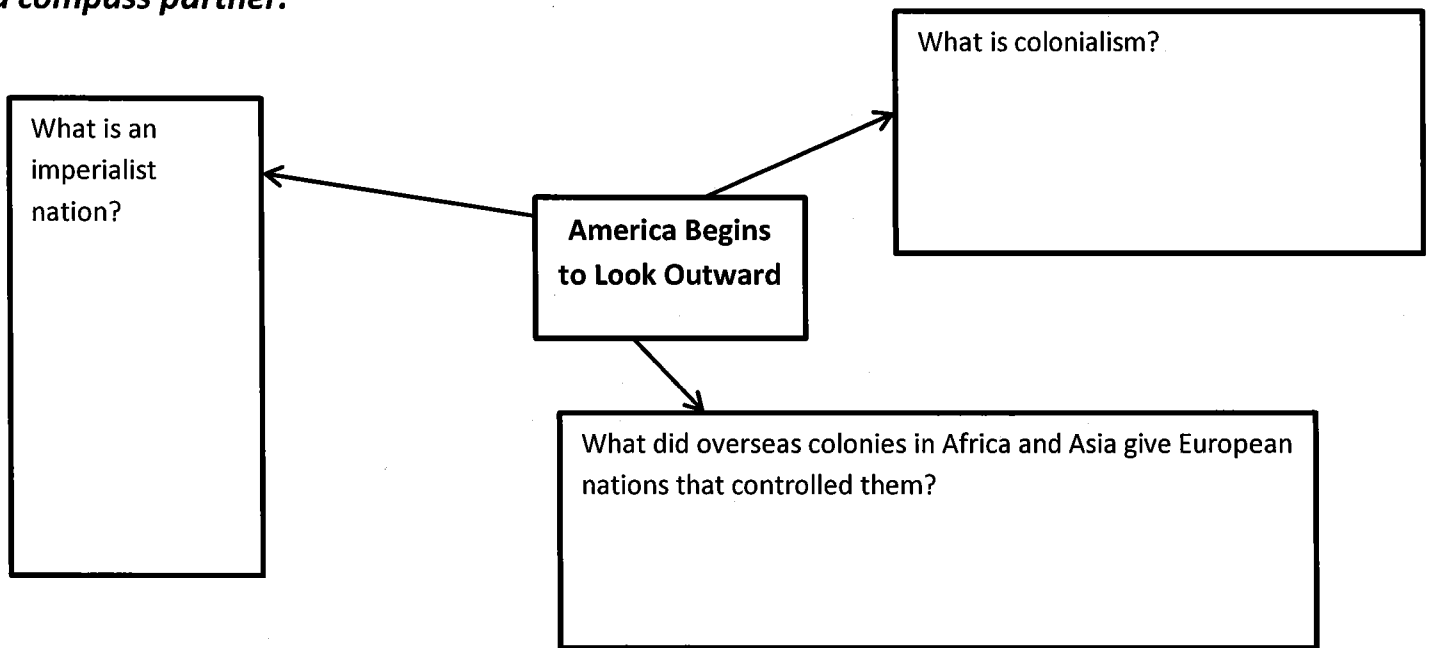 a compass partner.
What is colonialism?
What is an
imperialist
nation?
America Begins
to Look Outward
What did overseas colonies in Africa and Asia give European
nations that controlled them?